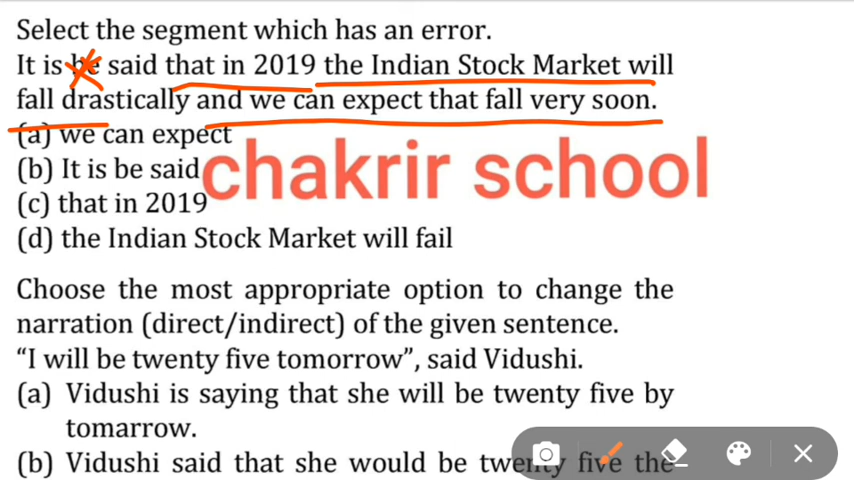 Select the segment which has an error.
It is be said that in 2019 the Indian Stock Market will
fall drastically and we can expect that fall very soon.
(a) we can expect
(b) It is be said
chakrir school
(c) that in 2019
(d) the Indian Stock Market will fail
Choose the most appropriate option to change the
narration (direct/indirect) of the given sentence.
“I will be twenty five tomorrow”, said Vidushi.
(a) Vidushi is saying that she will be twenty five by
tomarrow.
(b) Vidushi said that she would be twenty five the